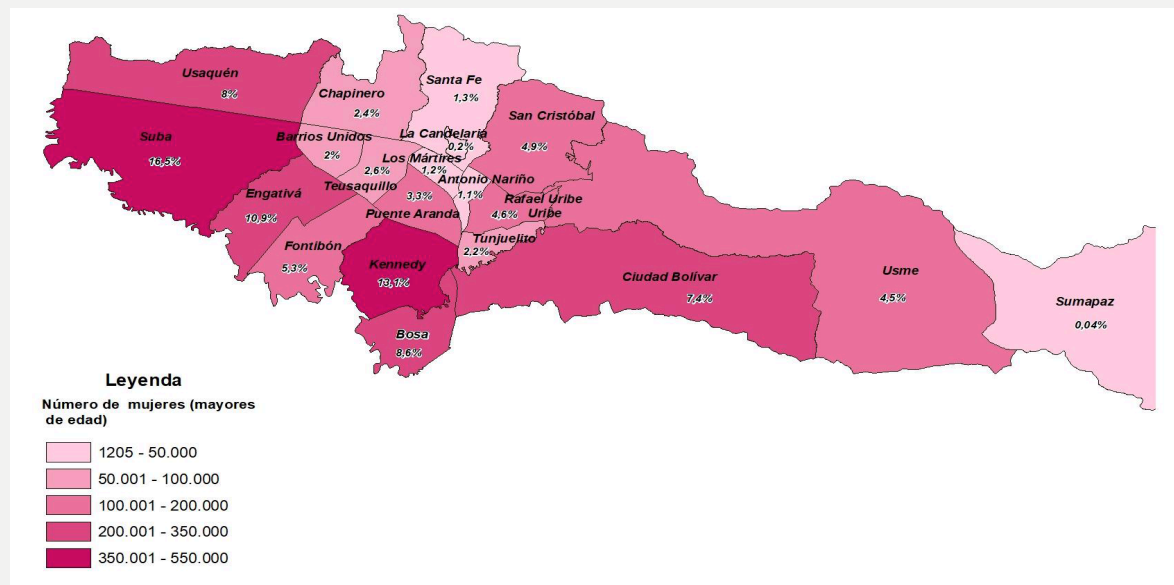 Usaquén
8%
Suba
16,5%
Chapinero
2,4%
Santa Fe
1,3%
San Cristóbal
4,9%
Barrios Unidos
2%
La Candelaria
0,2%
Teusaquillo
2,6%
Los Mártires
1,2%
Antonio Nariño
1,1%
Engativá
10,9%
Puente Aranda
3,3%
Rafael Uribe
Uribe
4,6%
Tunjuelito
2,2%
Fontibón
5,3%
Kennedy
13,1%
Bosa
8,6%
Ciudad Bolívar
7,4%
Usme
4,5%
Sumapaz
0,04%
Leyenda
Número de mujeres (mayores
de edad)
1205 - 50.000
50.001 - 100.000
100.001 - 200.000
200.001 - 350.000
350.001 - 550.000